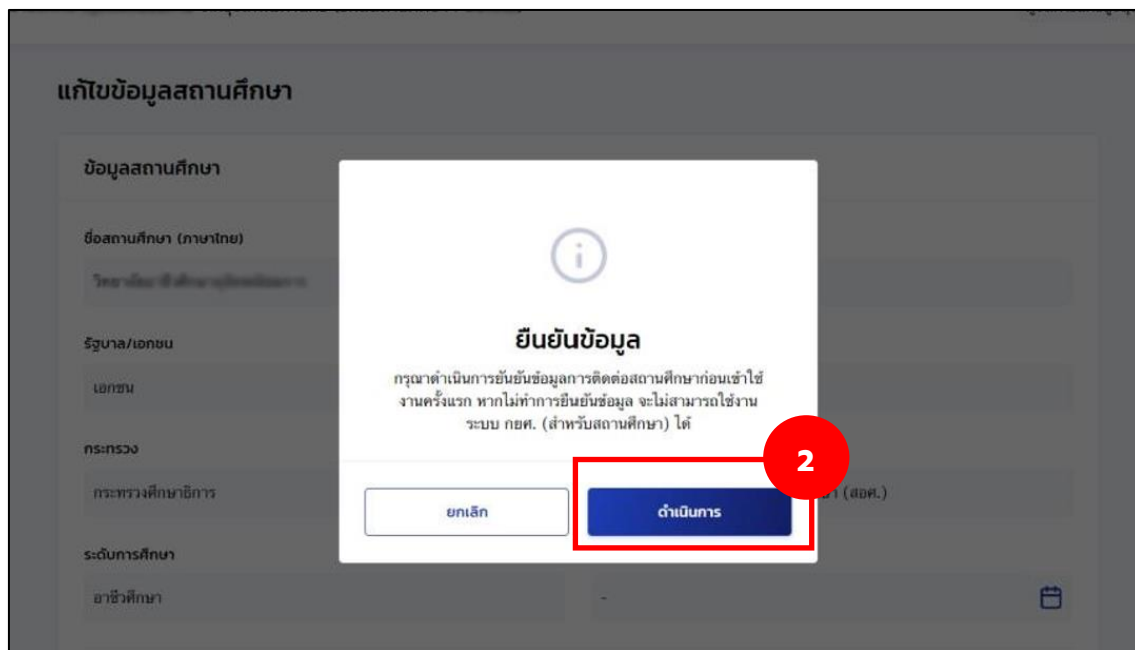 แก้ไขข้อมูลสถานศึกษา
ข้อมูลสถานศึกษา
ชื่อสถานศึกษา (ภาษาไทย)
รัฐบาล/เอกชน
เอกชน
กระทรวง
กระทรวงศึกษาธิการ
(สอศ.)
ระดับการศึกษา
อาชีวศึกษา
-
ยืนยันข้อมูล
กรุณาดำเนินการยันยันข้อมูลการติดต่อสถานศึกษาก่อนเข้าใช้
งานครั้งแรก หากไม่ทำการยืนยันข้อมูล จะไม่สามารถใช้งาน
ระบบ กยศ. (สำหรับสถานศึกษา) ได้
2
ยกเลิก
ดำเนินการ